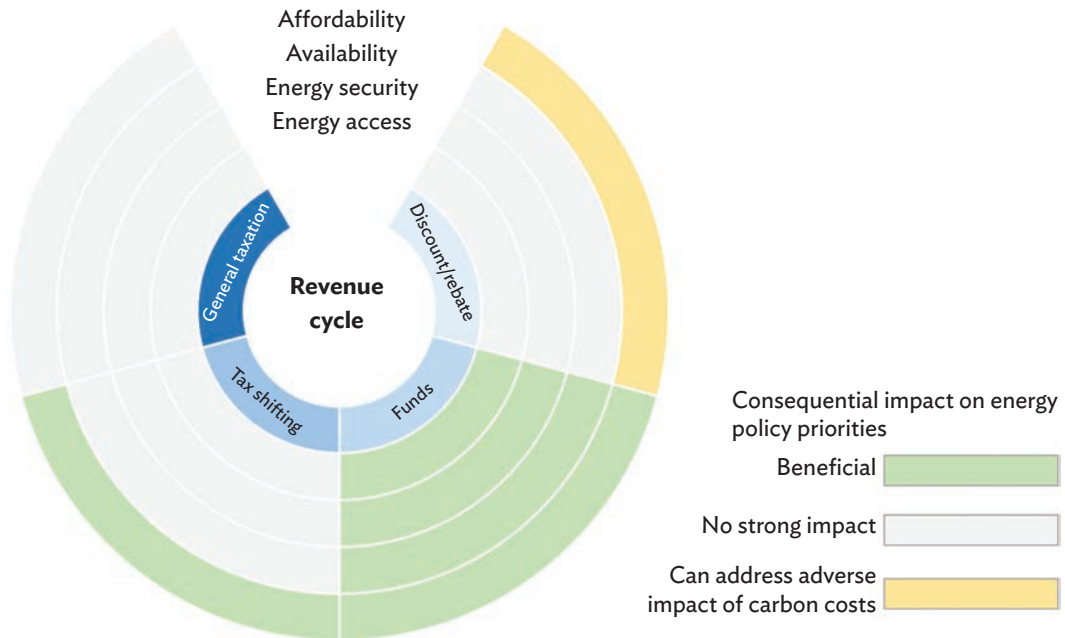 Affordability
Availability
Energy security
Energy access
General taxation
Discount/rebate
Revenue
cycle
Tax shifting
Funds
Consequential impact on energy
policy priorities
Beneficial
No strong impact
Can address adverse
impact of carbon costs